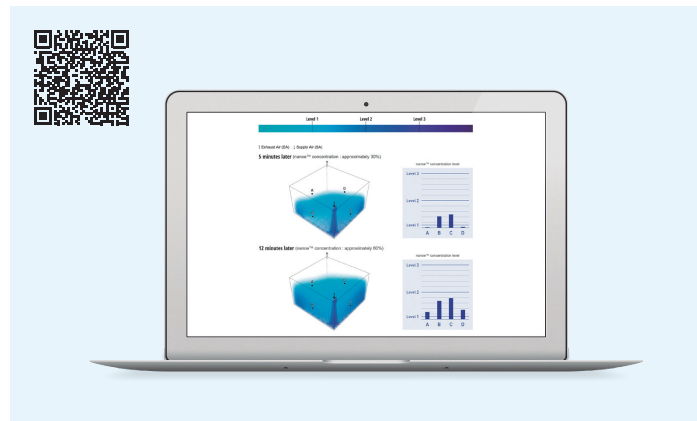 Level 1 Level 2 Level 3
↕ Exhaust Air (EA) ↓ Supply Air (SA)
5 minutes later (nanoe™ concentration : approximately 30%)
A D
nanoe™ concentration level
Level 3
Level 2
Level 1
A B C D
12 minutes later (nanoe™ concentration : approximately 60%)
nanoe™ concentration level
Level 3
Level 2
Level 1
A B C D